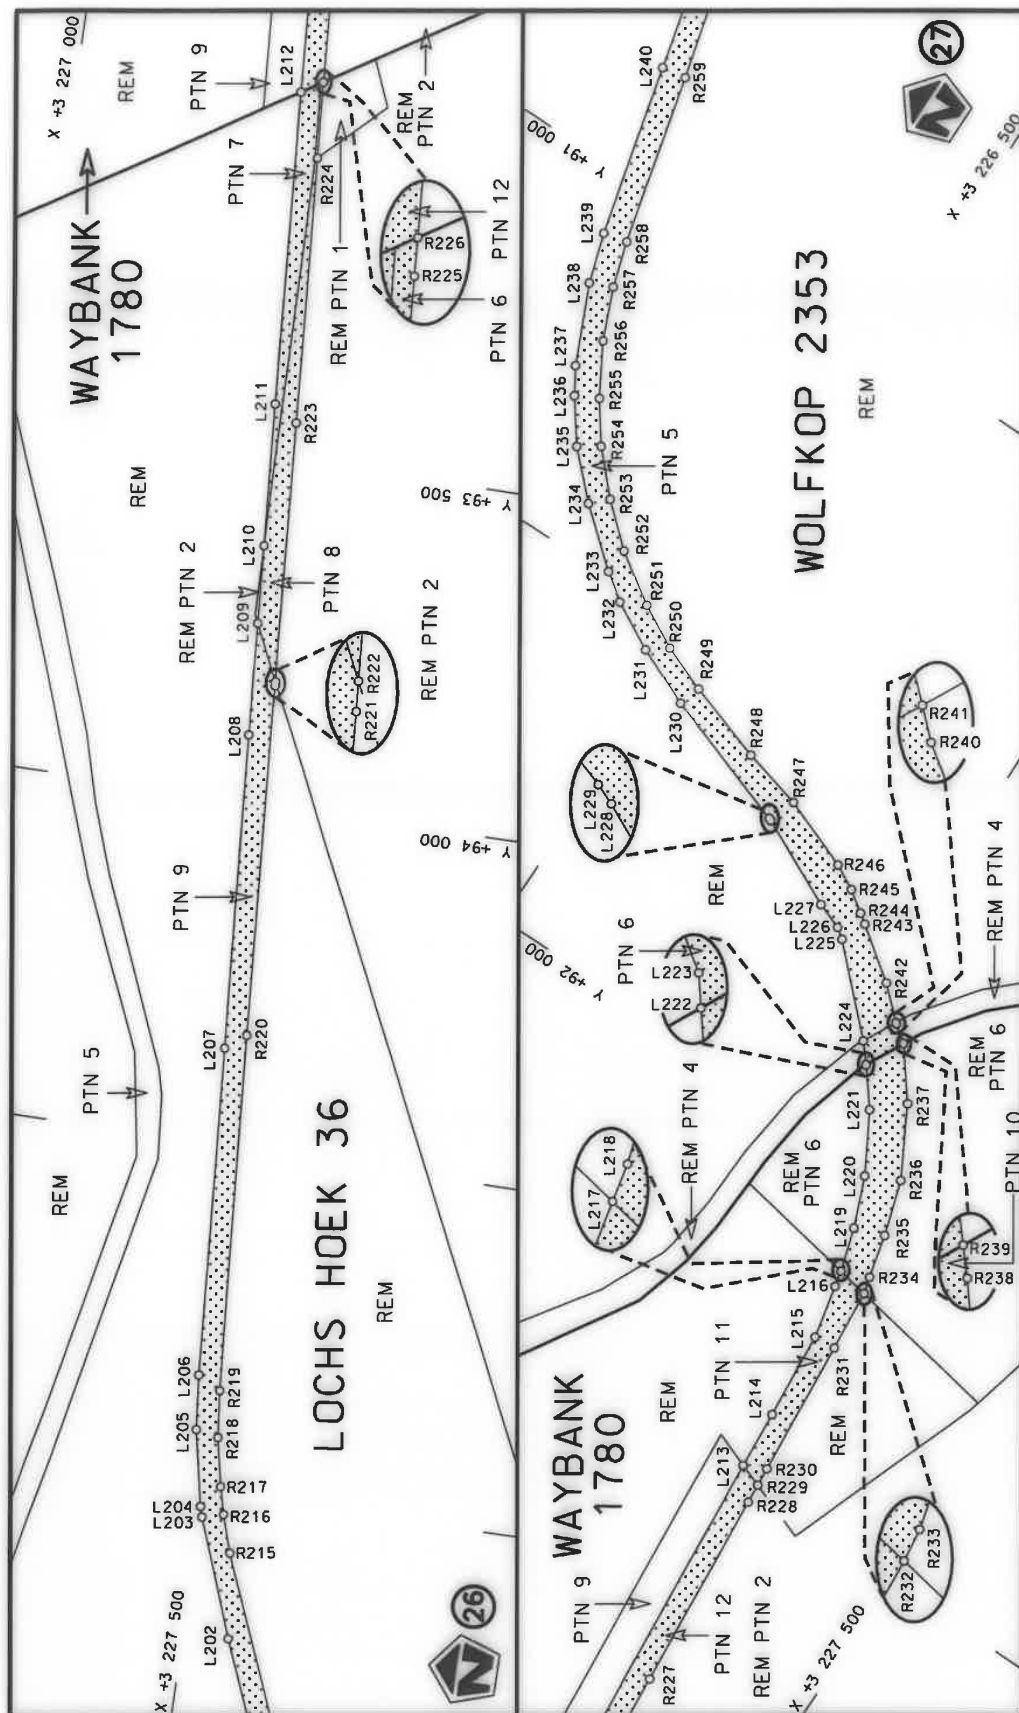 X +3 227 500
L202
L203
L204
L205
L206
L207
L208
L209
L210
L211
L212
R215
R216
R217
R218
R219
R220
R221
R222
R223
R224
R225
R226
26
N
LOCHS HOEK 36
REM
REM
PTN 5
PTN 9
REM PTN 2
PTN 8
REM PTN 2
Y +94 000
Y +93 500
REM
WAYBANK
1780
REM PTN 1
PTN 7
PTN 9
PTN 6
PTN 12
REM
PTN 2
REM
X +3 227 000
X +3 227 500
R227
PTN 9
PTN 12
REM PTN 2
WAYBANK
1780
REM
REM
PTN 11
R228
R229
R230
R231
R232
R233
R234
R235
R236
R237
R238
R239
R240
R241
R242
R243
R244
R245
R246
R247
R248
R249
R250
R251
R252
R253
R254
R255
R256
R257
R258
R259
L213
L214
L215
L216
L217
L218
L219
L220
L221
L222
L223
L224
L225
L226
L227
L228
L229
L230
L231
L232
L233
L234
L235
L236
L237
L238
L239
L240
REM PTN 4
REM
PTN 6
PTN 10
REM
PTN 6
REM PTN 4
PTN 6
REM
Y +92 000
Y +91 000
PTN 5
WOLFKOP 2353
REM
X +3 226 500
27
N